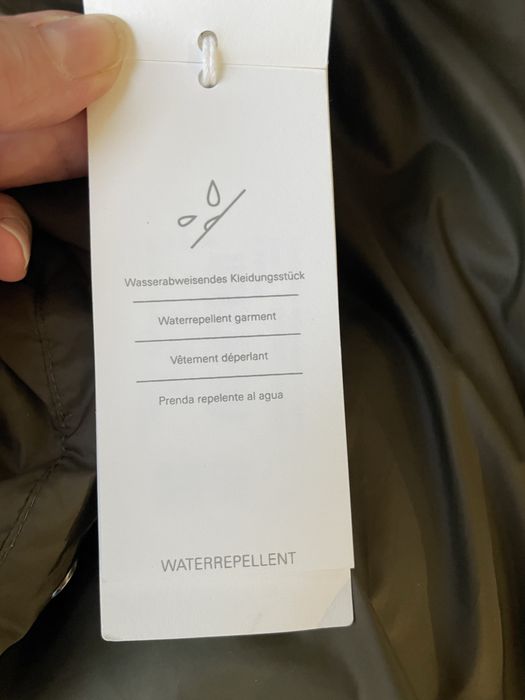 Wasserabweisendes Kleidungsstück
Waterrepellent garment
Vêtement déperlant
Prenda repelente al agua
WATERREPELLENT